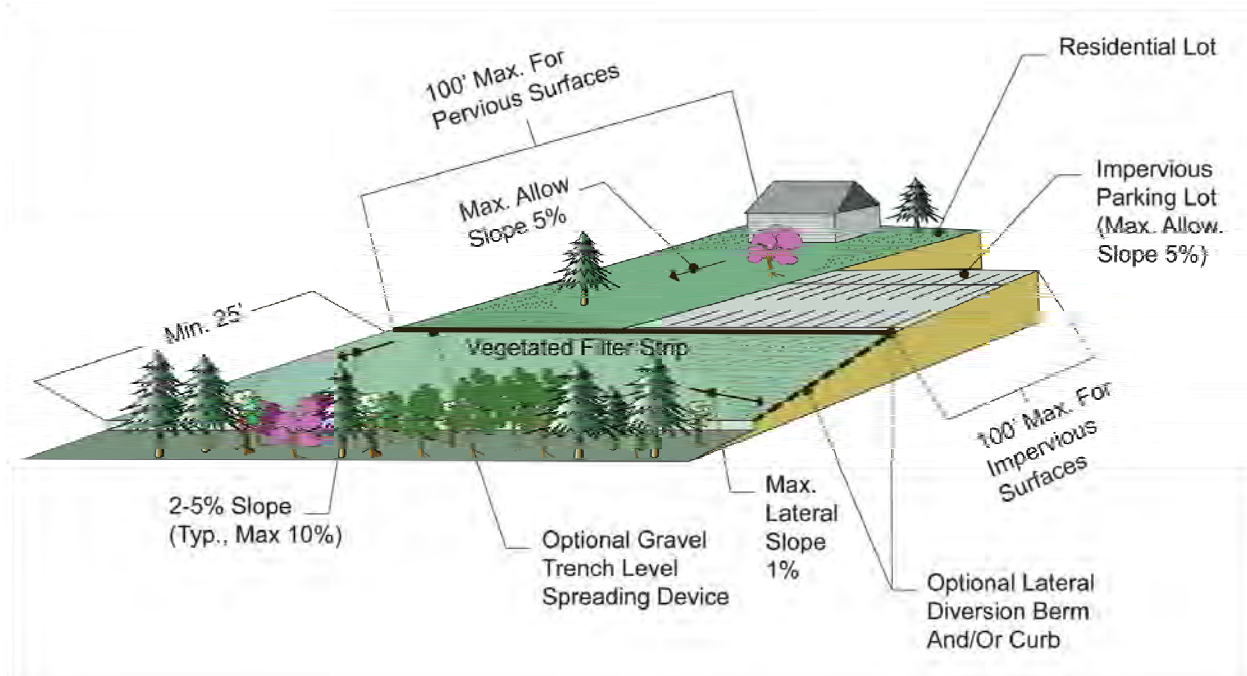 Residential Lot
100' Max. For
Pervious Surfaces
Impervious
Parking Lot
(Max. Allow.
Slope 5%)
Max. Allow
Slope 5%
Min. 25'
Vegetated Filter Strip
100' Max. For
Impervious
Surfaces
2-5% Slope
(Typ., Max 10%)
Optional Gravel
Trench Level
Spreading Device
Max.
Lateral
Slope
1%
Optional Lateral
Diversion Berm
And/Or Curb